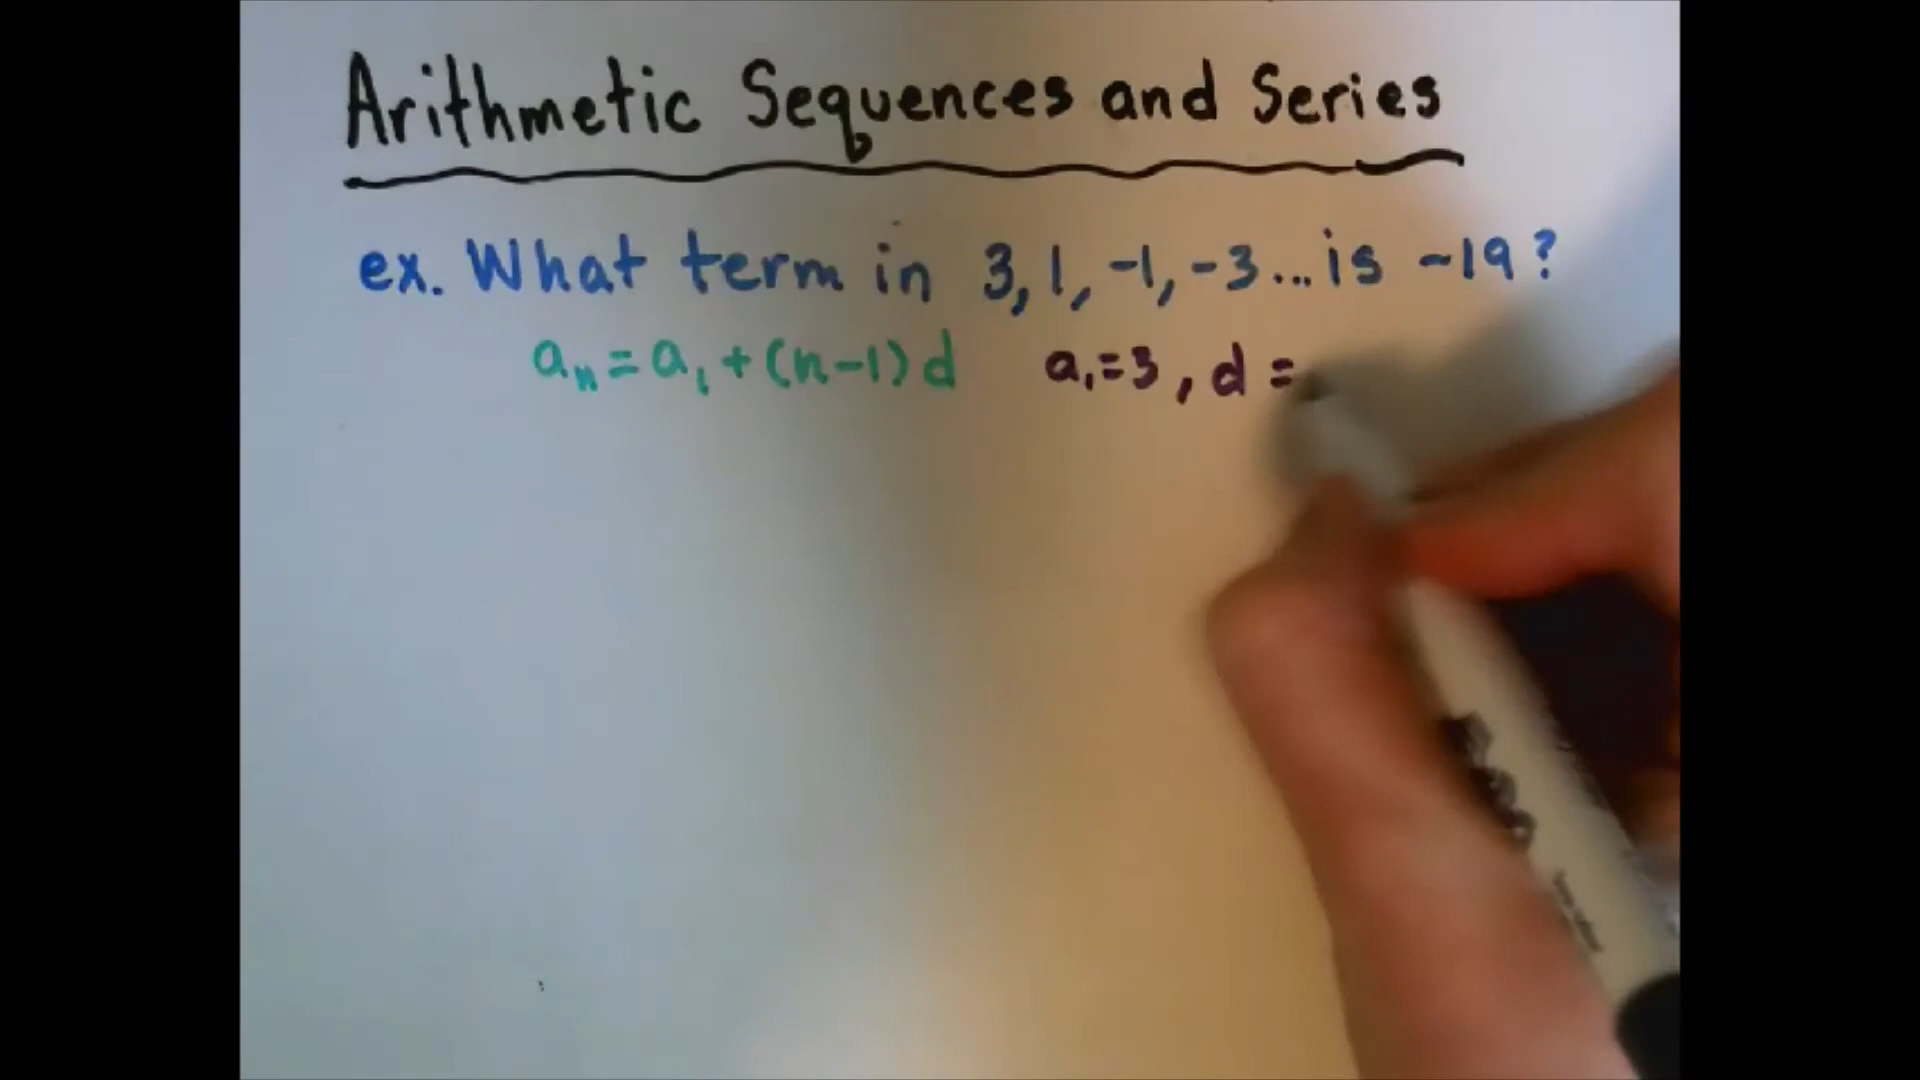 Arithmetic Sequences and Series
ex. What term in 3, 1, -1, -3... is -19?
aₙ = a₁ + (n-1)d a₁=3, d =